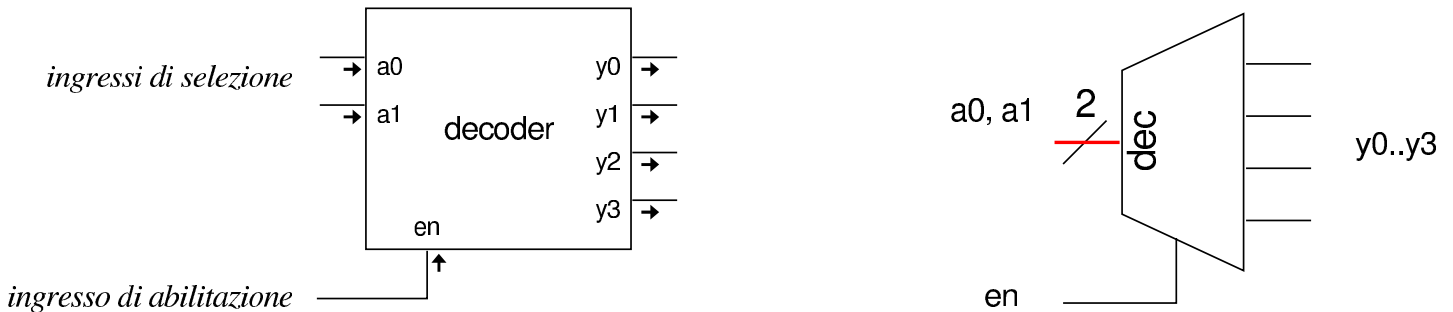 ingressi di selezione
a0
a1
decoder
y0
y1
y2
y3
en
ingresso di abilitazione
a0, a1
2
dec
y0..y3
en